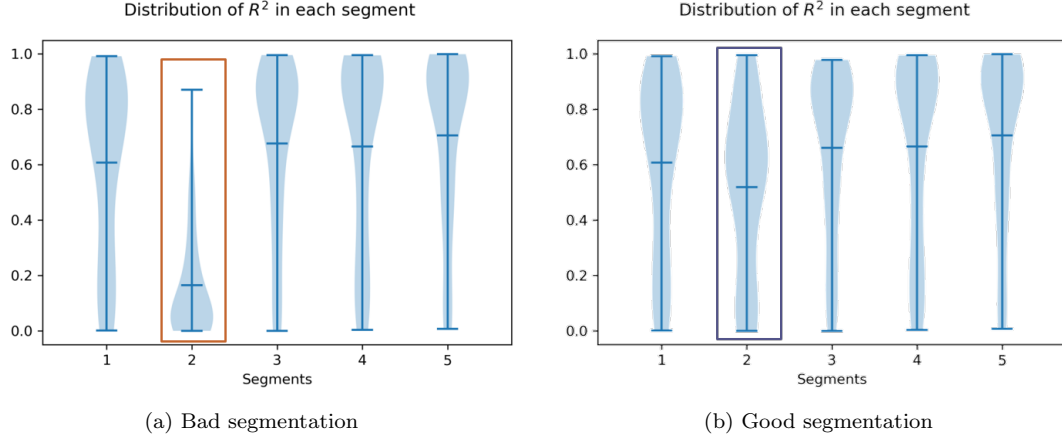 Distribution of R² in each segment
1.0
0.8
0.6
0.4
0.2
0.0
1 2 3 4 5
Segments
(a) Bad segmentation
Distribution of R² in each segment
1.0
0.8
0.6
0.4
0.2
0.0
1 2 3 4 5
Segments
(b) Good segmentation